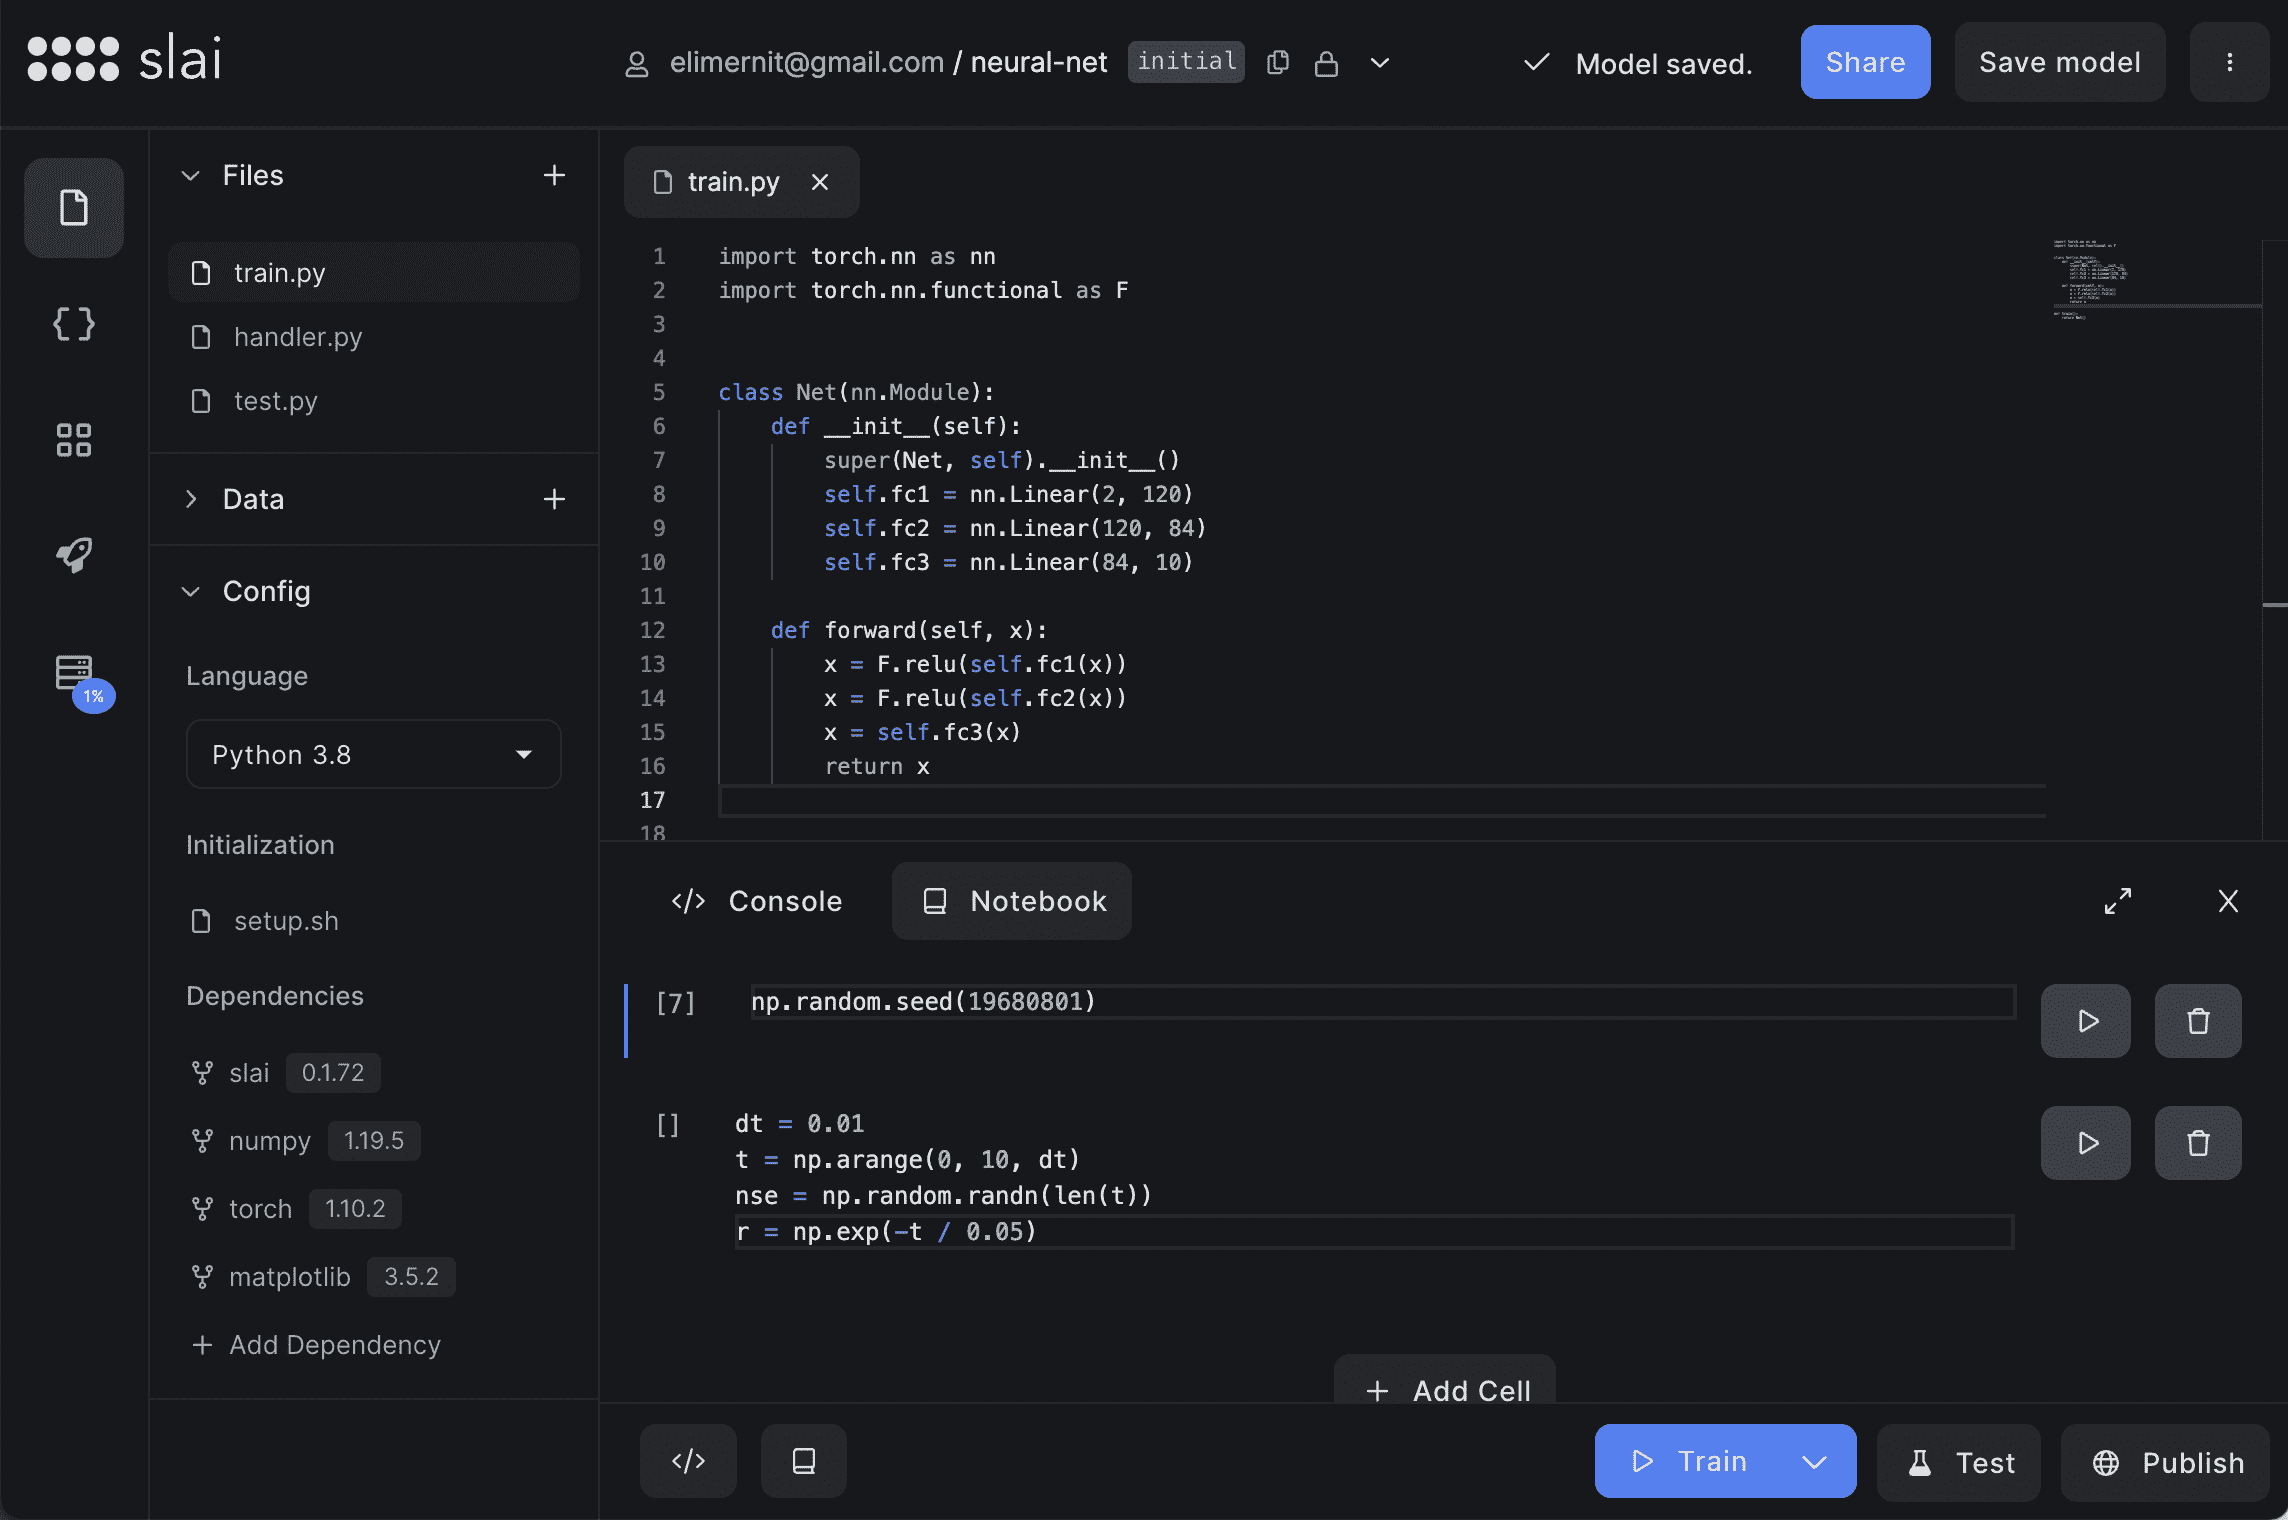 slai
elimernit@gmail.com / neural-net
initial
Model saved.
Share
Save model
Files
train.py
handler.py
test.py
Data
Config
Language
Python 3.8
Initialization
setup.sh
Dependencies
slai 0.1.72
numpy 1.19.5
torch 1.10.2
matplotlib 3.5.2
Add Dependency
1%
train.py
1 import torch.nn as nn
2 import torch.nn.functional as F
3
4
5 class Net(nn.Module):
6 def __init__(self):
7 super(Net, self).__init__()
8 self.fc1 = nn.Linear(2, 120)
9 self.fc2 = nn.Linear(120, 84)
10 self.fc3 = nn.Linear(84, 10)
11
12 def forward(self, x):
13 x = F.relu(self.fc1(x))
14 x = F.relu(self.fc2(x))
15 x = self.fc3(x)
16 return x
17
18
</> Console
Notebook
[7] np.random.seed(19680801)
[] dt = 0.01
t = np.arange(0, 10, dt)
nse = np.random.randn(len(t))
r = np.exp(-t / 0.05)
Add Cell
</>
Train
Test
Publish